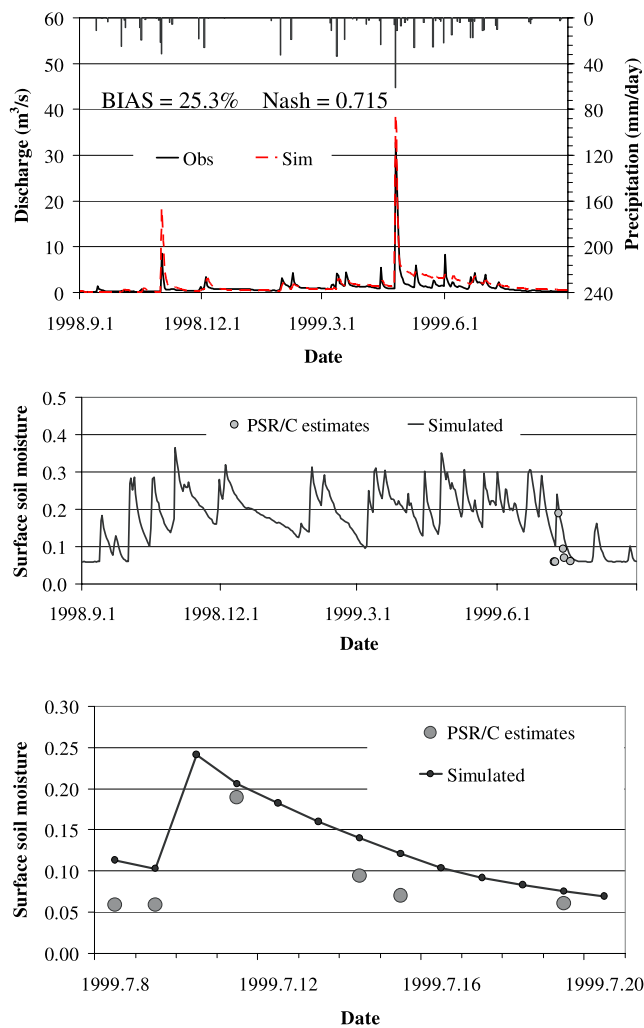 60
50
40
30
20
10
0
Discharge (m³/s)
0
40
80
120
160
200
240
Precipitation (mm/day)
BIAS = 25.3% Nash = 0.715
Obs Sim
1998.9.1 1998.12.1 1999.3.1 1999.6.1
Date
0.5
0.4
0.3
0.2
0.1
0.0
Surface soil moisture
PSR/C estimates Simulated
1998.9.1 1998.12.1 1999.3.1 1999.6.1
Date
0.30
0.25
0.20
0.15
0.10
0.05
0.00
Surface soil moisture
PSR/C estimates
Simulated
1999.7.8 1999.7.12 1999.7.16 1999.7.20
Date